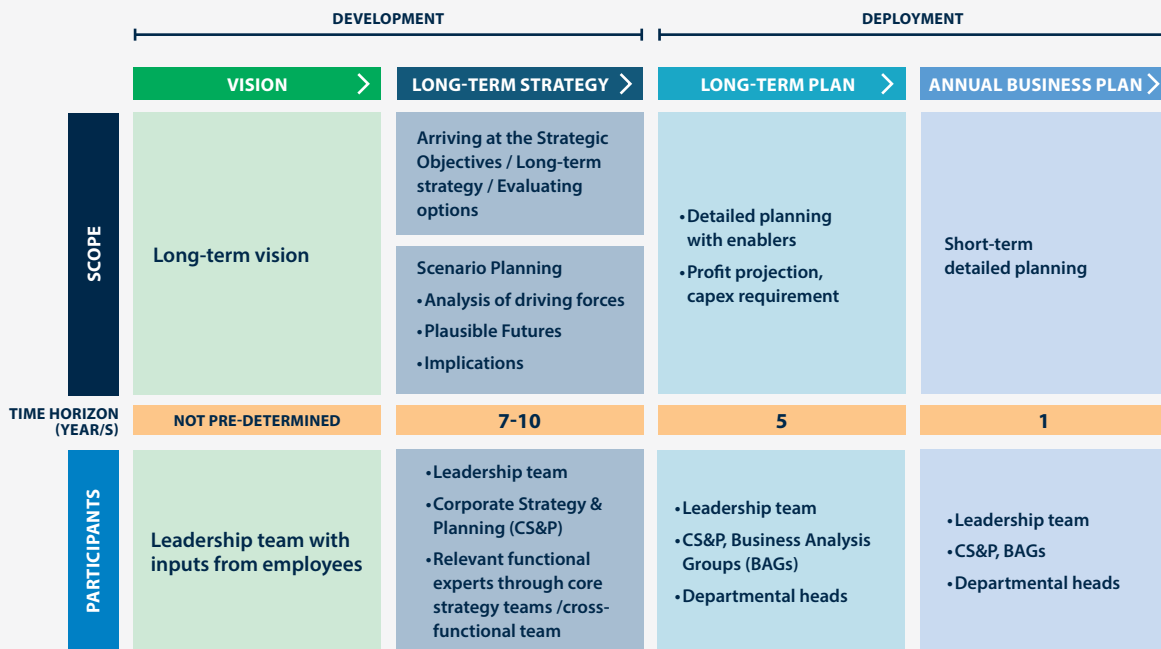 DEVELOPMENT
DEPLOYMENT
VISION
LONG-TERM STRATEGY
LONG-TERM PLAN
ANNUAL BUSINESS PLAN
SCOPE
Long-term vision
Arriving at the Strategic
Objectives / Long-term
strategy / Evaluating
options
Scenario Planning
•Analysis of driving forces
•Plausible Futures
•Implications
•Detailed planning
with enablers
•Profit projection,
capex requirement
Short-term
detailed planning
TIME HORIZON
(YEAR/S)
NOT PRE-DETERMINED
7-10
5
1
PARTICIPANTS
Leadership team with
inputs from employees
•Leadership team
•Corporate Strategy &
Planning (CS&P)
•Relevant functional
experts through core
strategy teams /cross-
functional team
•Leadership team
•CS&P, Business Analysis
Groups (BAGs)
•Departmental heads
•Leadership team
•CS&P, BAGs
•Departmental heads